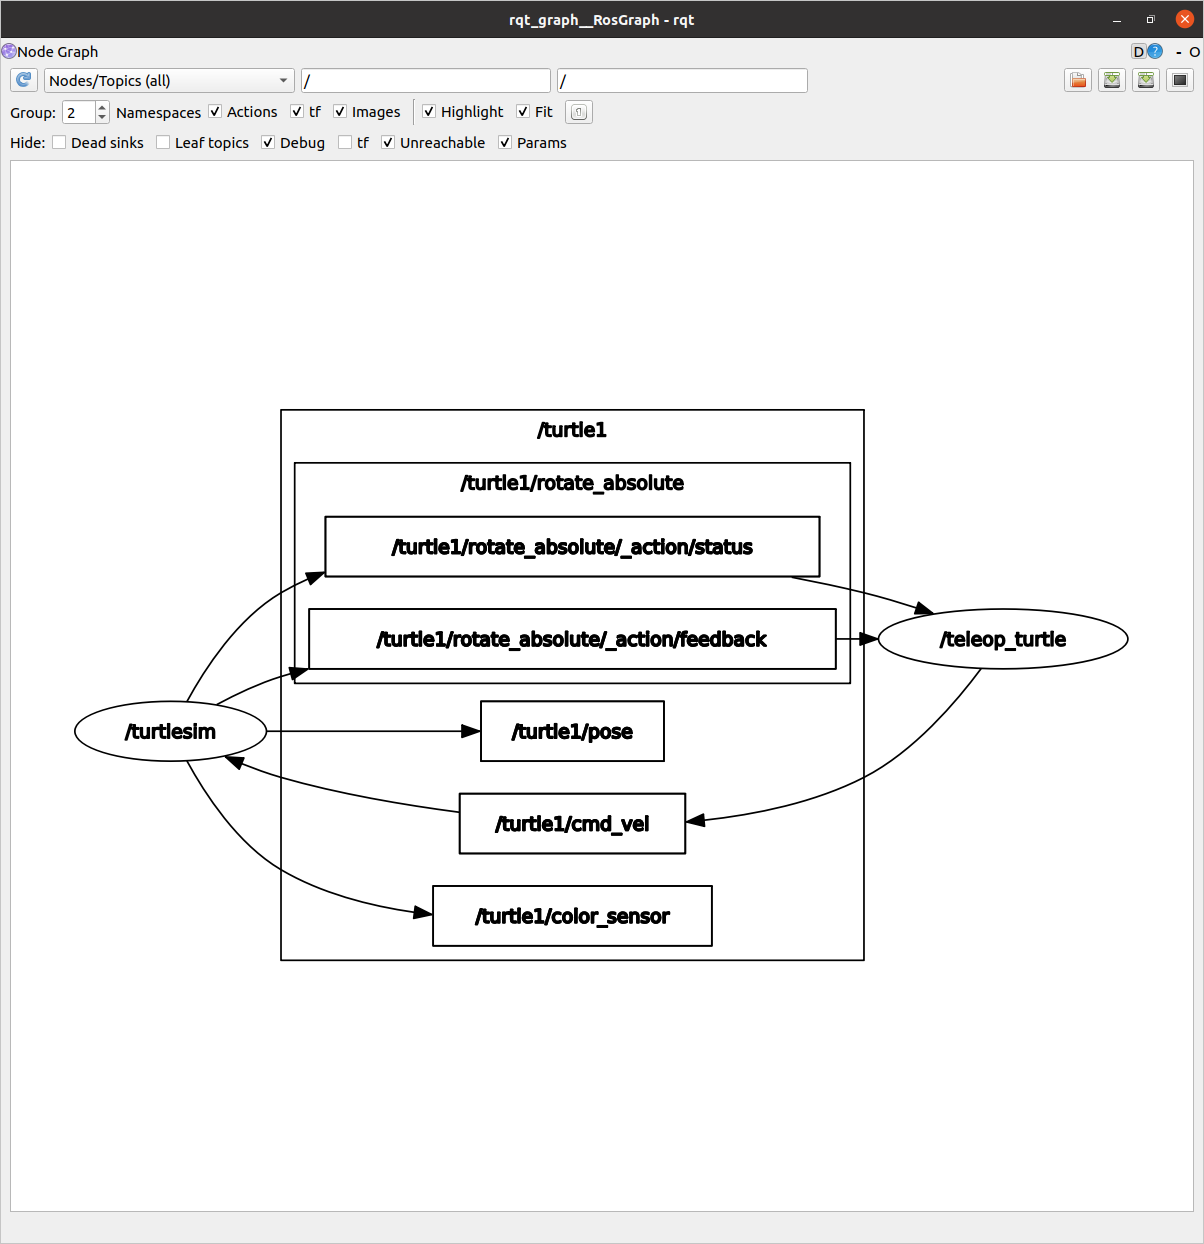 rqt_graph__RosGraph - rqt
Node Graph
D ? - O
Nodes/Topics (all) / /
Group: 2 Namespaces Actions tf Images Highlight Fit
Hide: Dead sinks Leaf topics Debug tf Unreachable Params
/turtle1
/turtle1/rotate_absolute
/turtle1/rotate_absolute/_action/status
/turtle1/rotate_absolute/_action/feedback
/teleop_turtle
/turtlesim
/turtle1/pose
/turtle1/cmd_vel
/turtle1/color_sensor